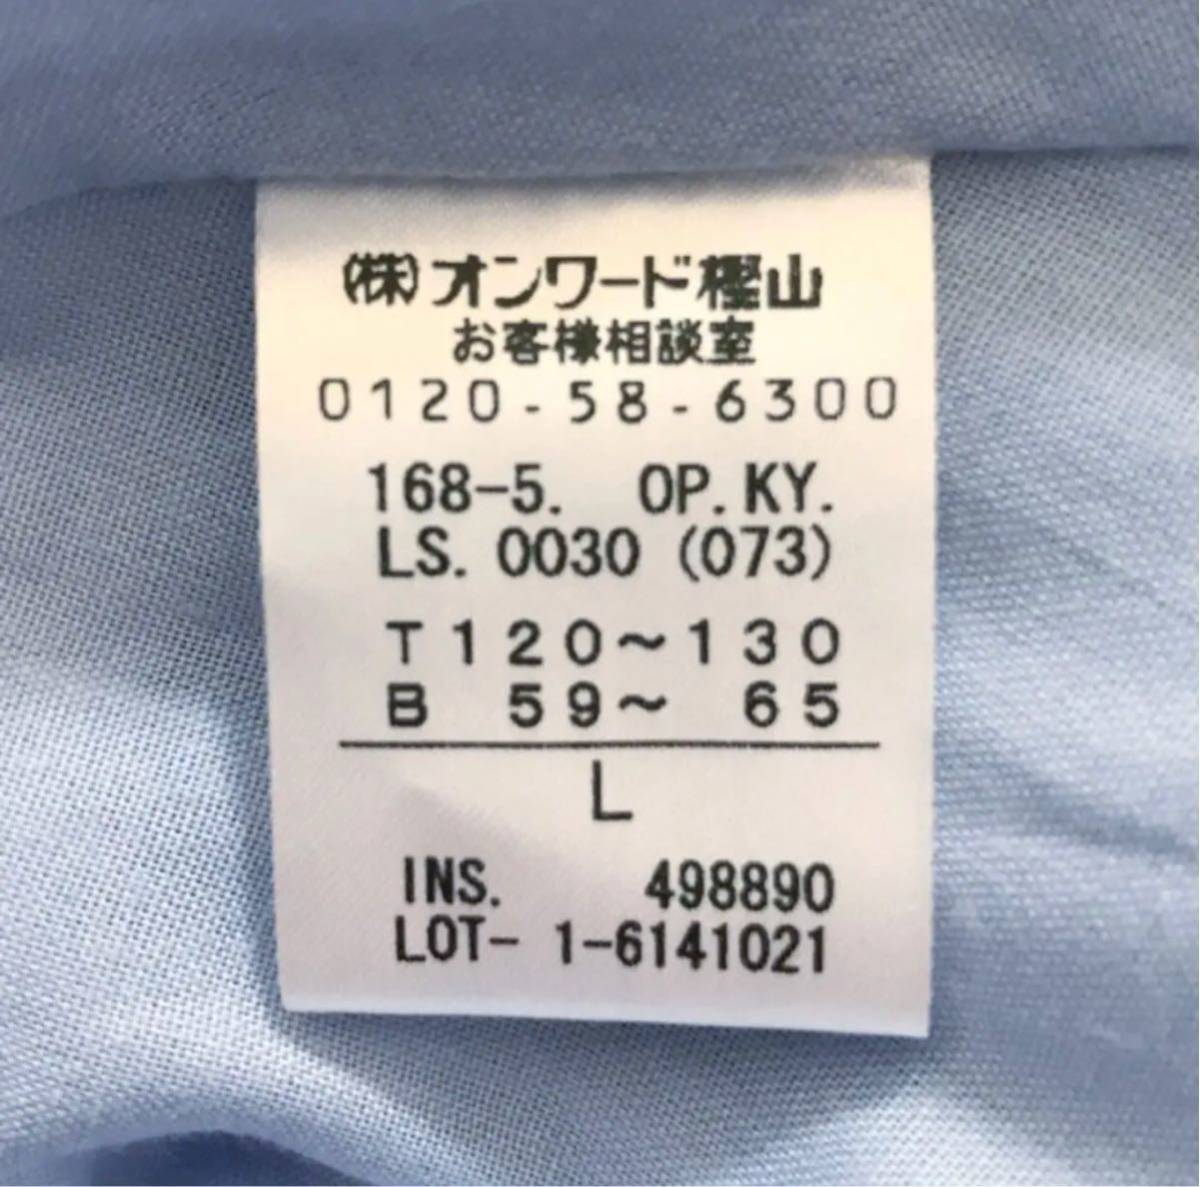 (株)オンワード樫山
お客様相談室
0120-58-6300
168-5. OP.KY.
LS. 0030 (073)
T120~130
B 59~ 65
L
INS. 498890
LOT- 1-6141021